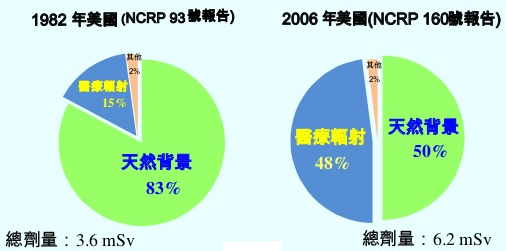 1982 年美國 (NCRP 93 號報告)
其他
2%
醫療輻射
15%
天然背景
83%
總劑量：3.6 mSv
2006 年美國(NCRP 160號報告)
其他
2%
醫療輻射
48%
天然背景
50%
總劑量：6.2 mSv